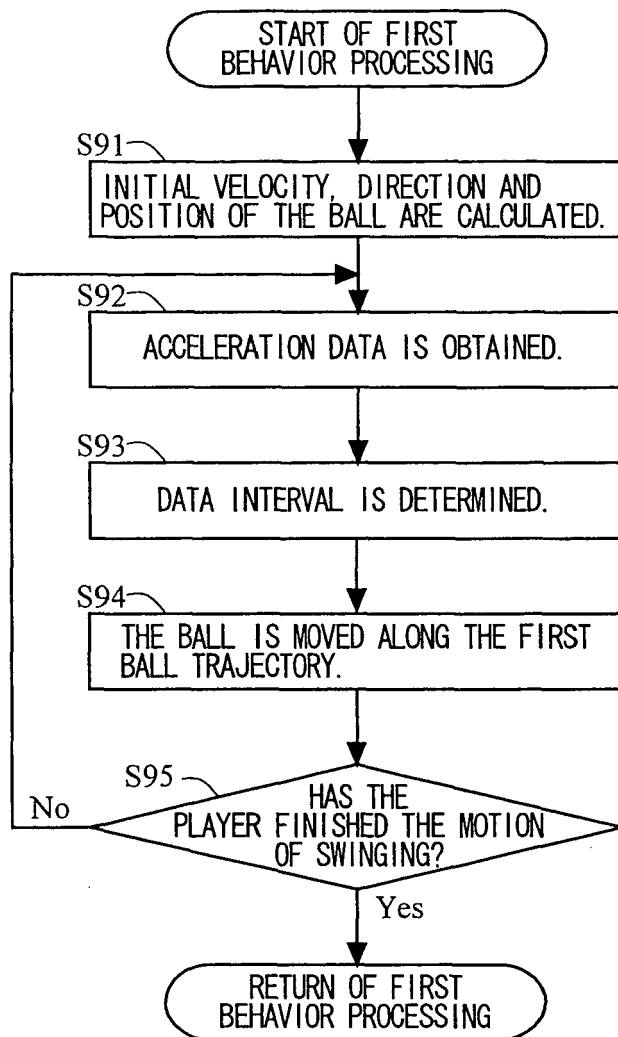 START OF FIRST
BEHAVIOR PROCESSING
S91
INITIAL VELOCITY, DIRECTION AND
POSITION OF THE BALL ARE CALCULATED.
S92
ACCELERATION DATA IS OBTAINED.
S93
DATA INTERVAL IS DETERMINED.
S94
THE BALL IS MOVED ALONG THE FIRST
BALL TRAJECTORY.
S95
HAS THE
PLAYER FINISHED THE MOTION
OF SWINGING?
No
Yes
RETURN OF FIRST
BEHAVIOR PROCESSING